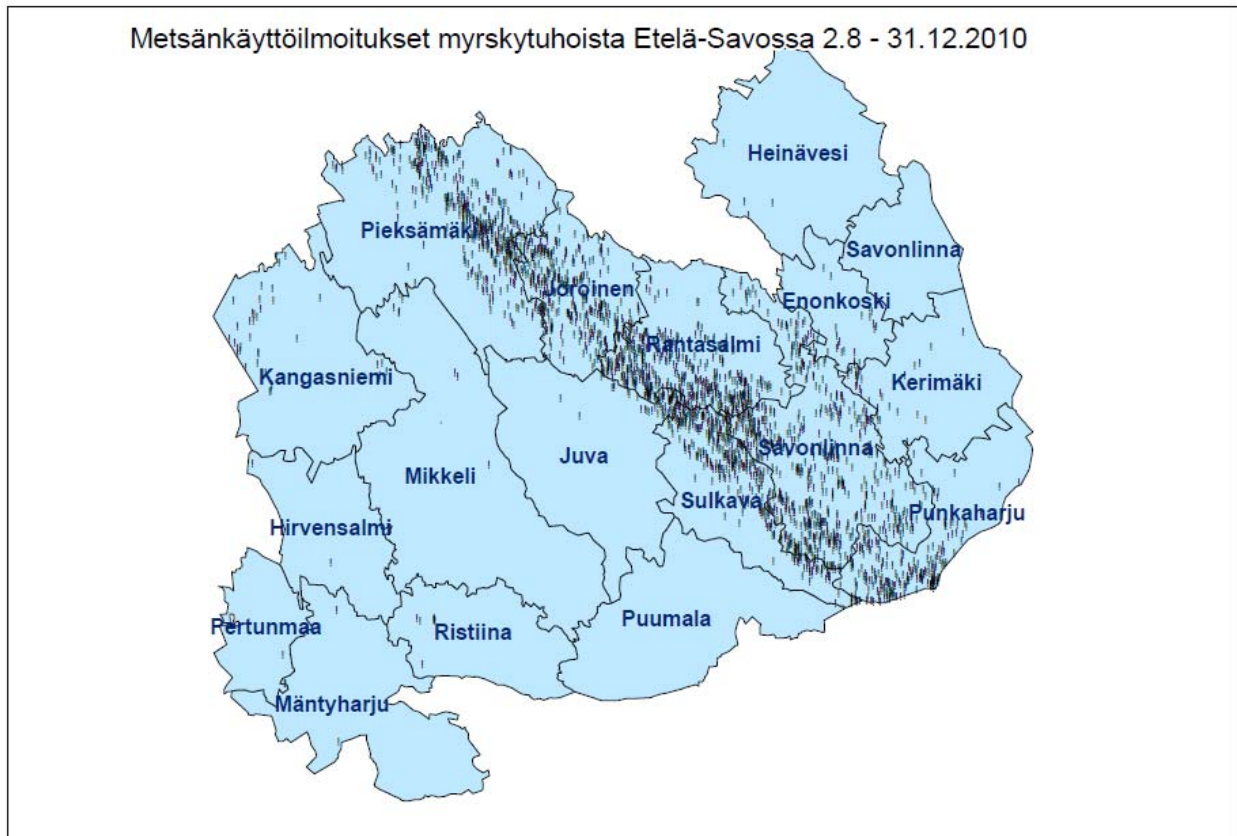 Metsänkäyttöilmoitukset myrskytuhoista Etelä-Savossa 2.8 - 31.12.2010
Heinävesi
Pieksämäki
Savonlinna
Joroinen
Enonkoski
Rantasalmi
Kangasniemi
Kerimäki
Savonlinna
Juva
Mikkeli
Sulkava
Punkaharju
Hirvensalmi
Puumala
Pertunmaa
Ristiina
Mäntyharju